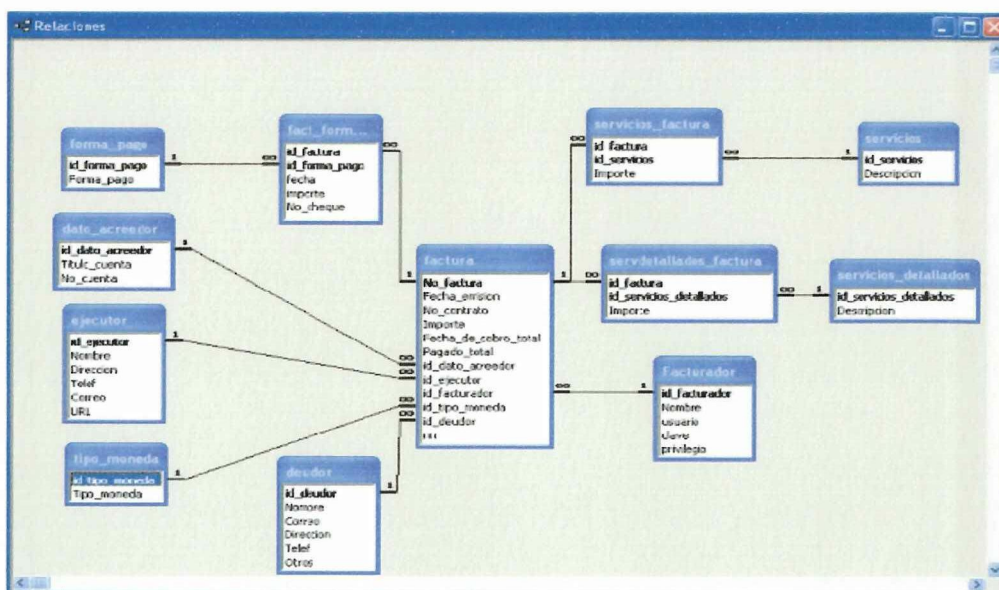 Relaciones
forma_pago
id_forma_pago
Forma_pago
fact_form...
id_factura
id_forma_pago
fecha
importe
No_cheque
servicios_factura
id_factura
id_servicios
Importe
servicios
id_servicios
Descripcion
dato_acreedor
id_dato_acreedor
Titulo_cuenta
No_cuenta
factura
No_factura
Fecha_emision
No_contrato
Importe
Fecha_de_cobro_total
Pagado_total
id_dato_acreedor
id_ejecutor
id_facturador
id_tipo_moneda
id_deudor
servdetallados_factura
id_factura
id_servicios_detallados
Importe
servicios_detallados
id_servicios_detallados
Descripcion
ejecutor
id_ejecutor
Nombre
Direccion
Telef
Correo
URL
Facturador
id_facturador
Nombre
usuario
clave
privilegio
tipo_moneda
id_tipo_moneda
Tipo_moneda
deudor
id_deudor
Nombre
Correo
Direccion
Telef
Otros